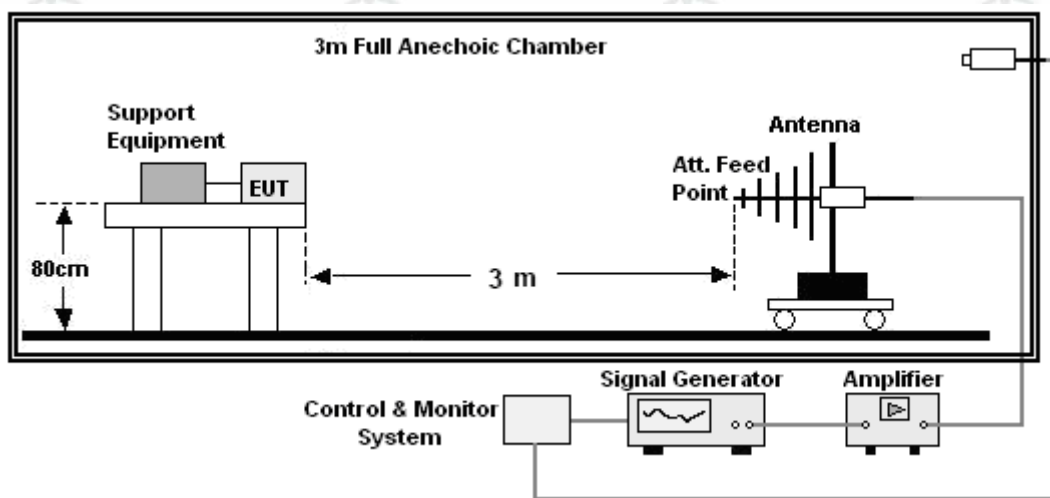 3m Full Anechoic Chamber
Support
Equipment
EUT
80cm
3 m
Antenna
Att. Feed
Point
Signal Generator
Amplifier
Control & Monitor
System